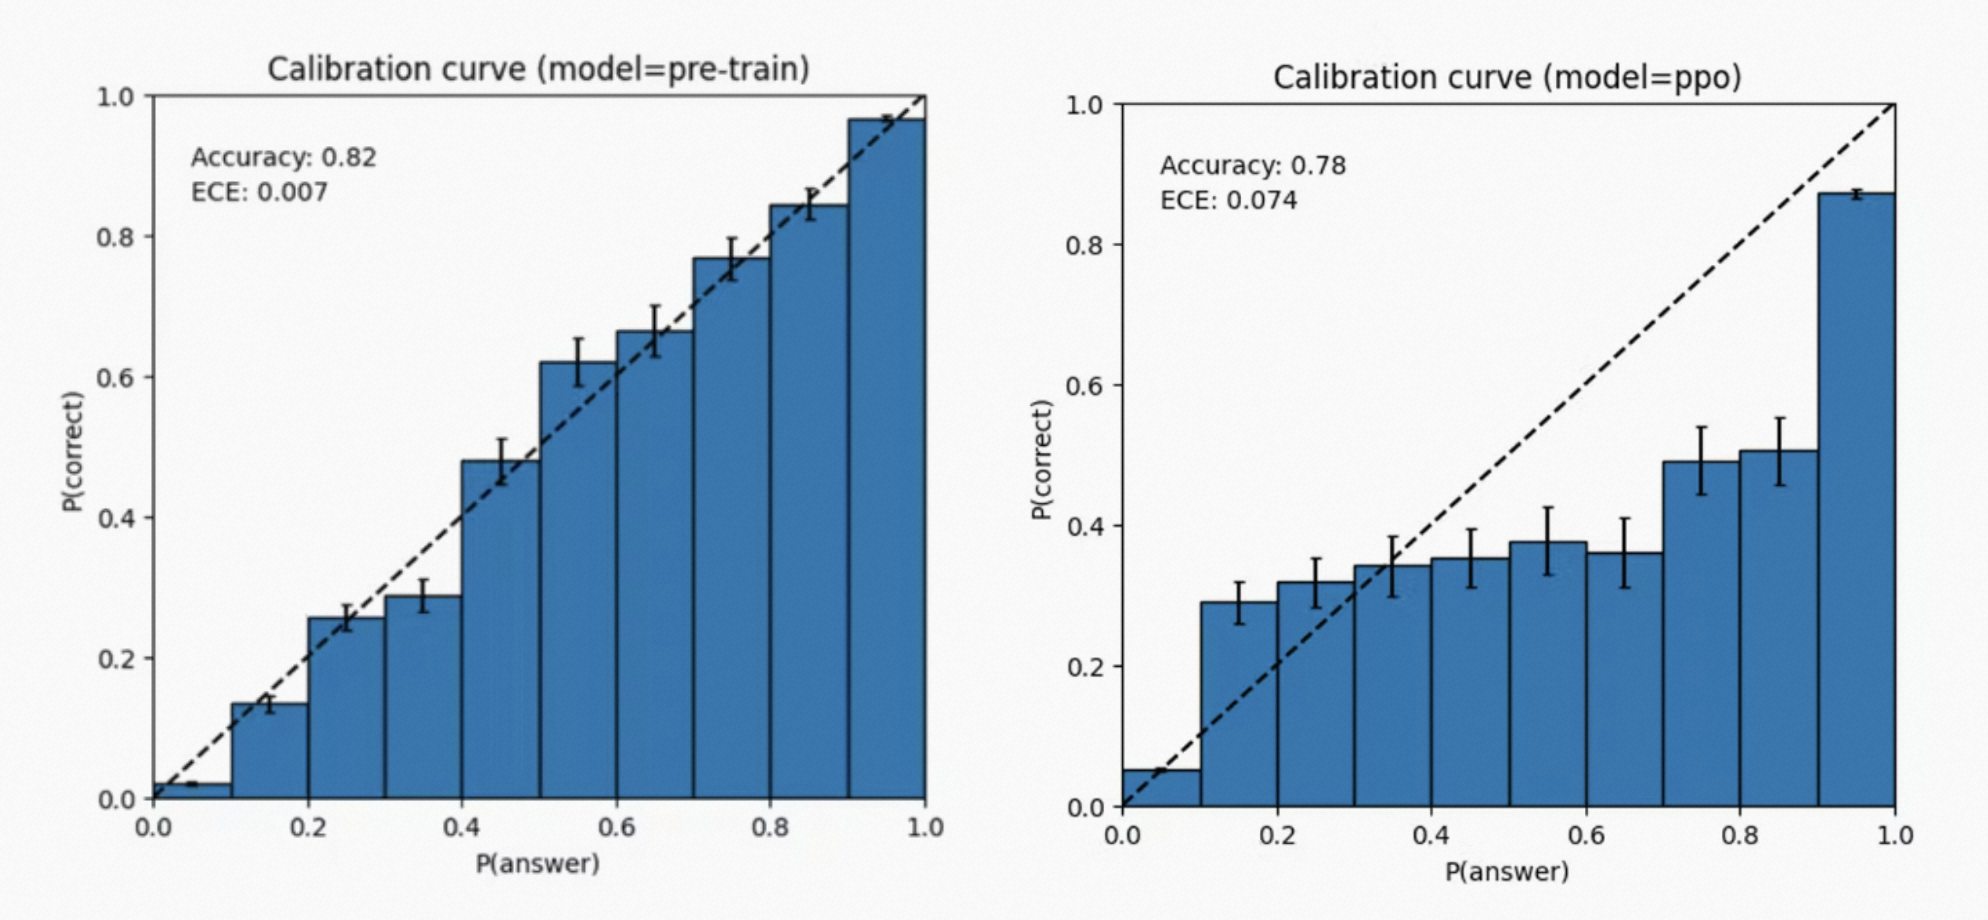 Calibration curve (model=pre-train)
1.0
0.8
0.6
0.4
0.2
0.0
P(correct)
Accuracy: 0.82
ECE: 0.007
0.0 0.2 0.4 0.6 0.8 1.0
P(answer)
Calibration curve (model=ppo)
1.0
0.8
0.6
0.4
0.2
0.0
P(correct)
Accuracy: 0.78
ECE: 0.074
0.0 0.2 0.4 0.6 0.8 1.0
P(answer)